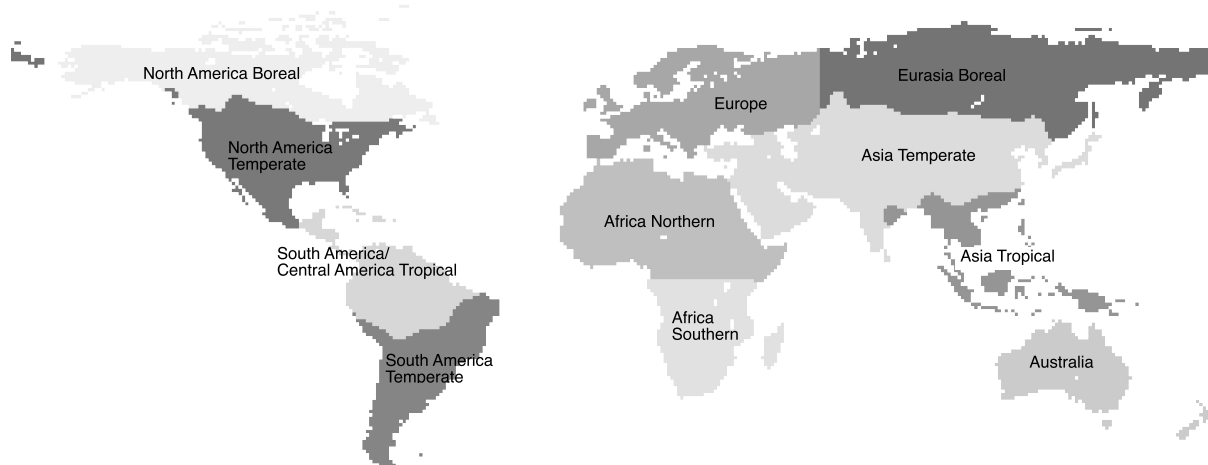 North America Boreal
Eurasia Boreal
Europe
North America
Temperate
Asia Temperate
Africa Northern
South America/
Central America Tropical
Asia Tropical
Africa
Southern
South America
Temperate
Australia